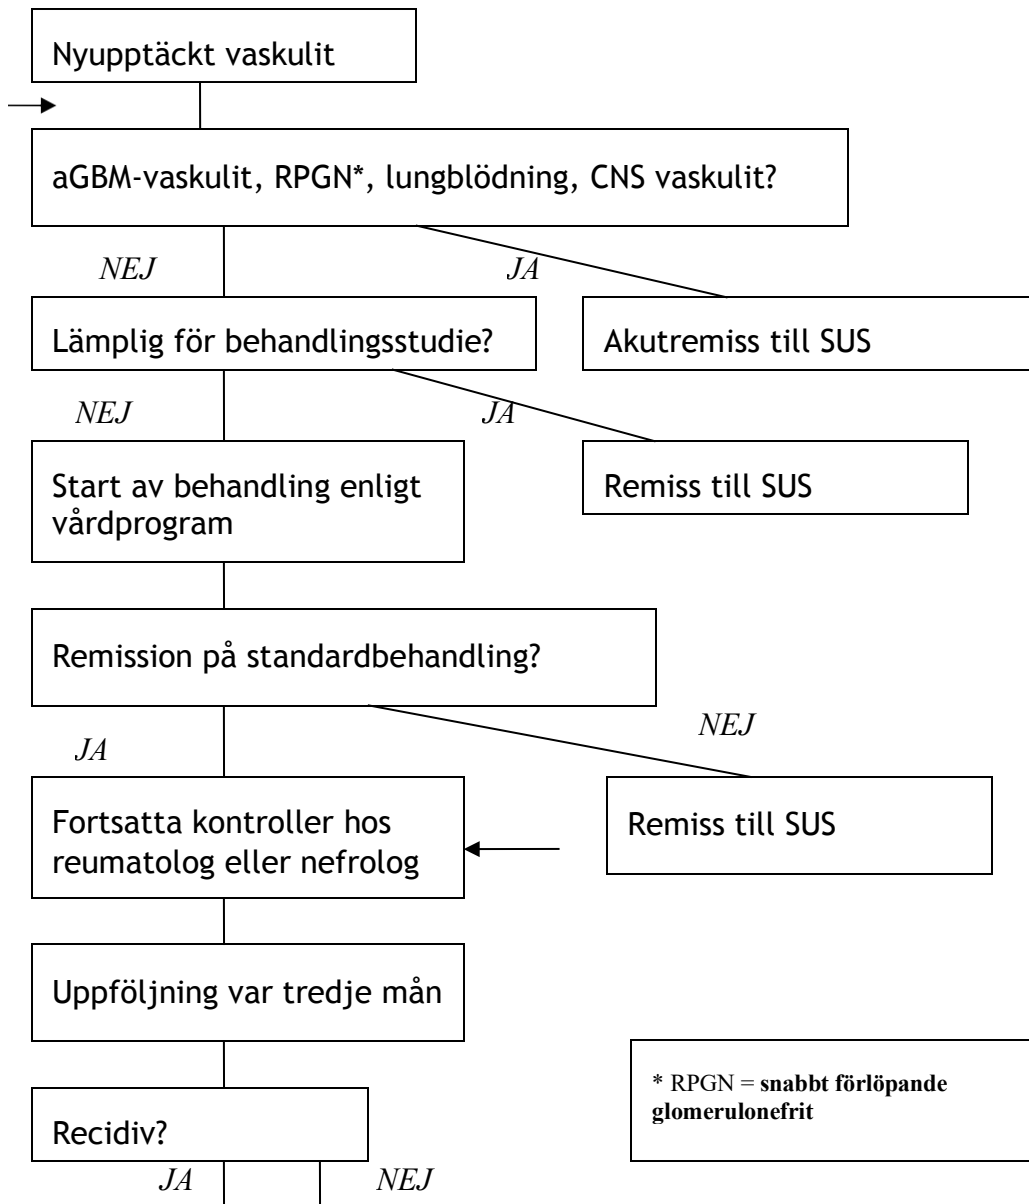 Nyupptäckt vaskulit
aGBM-vaskulit, RPGN*, lungblödning, CNS vaskulit?
NEJ
JA
Lämplig för behandlingsstudie?
Akutremiss till SUS
NEJ
JA
Start av behandling enligt
vårdprogram
Remiss till SUS
Remission på standardbehandling?
NEJ
JA
Fortsatta kontroller hos
reumatolog eller nefrolog
Remiss till SUS
Uppföljning var tredje mån
* RPGN = snabbt förlöpande
glomerulonefrit
Recidiv?
JA
NEJ